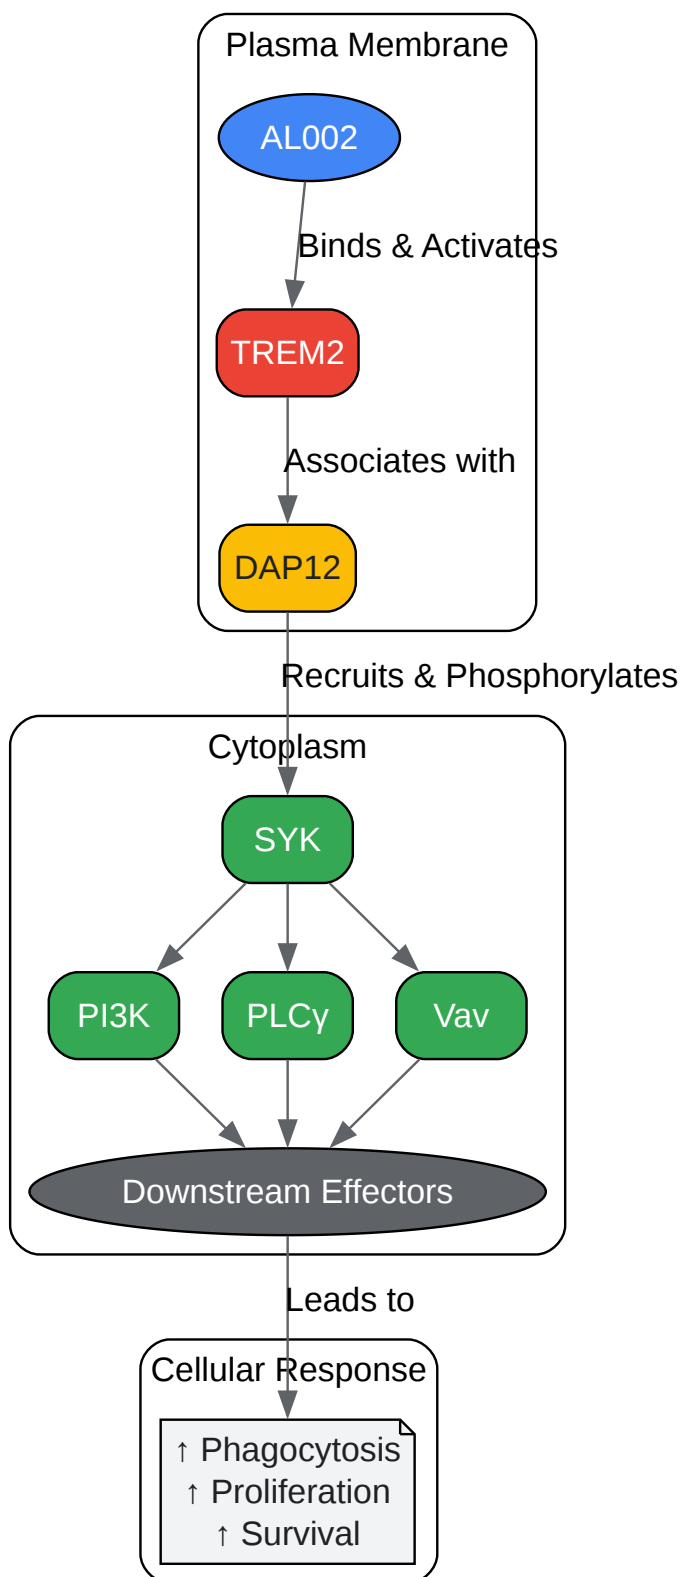 Plasma Membrane
AL002
Binds & Activates
TREM2
Associates with
DAP12
Recruits & Phosphorylates
Cytoplasm
SYK
PI3K
PLCγ
Vav
Downstream Effectors
Leads to
Cellular Response
↑ Phagocytosis
↑ Proliferation
↑ Survival